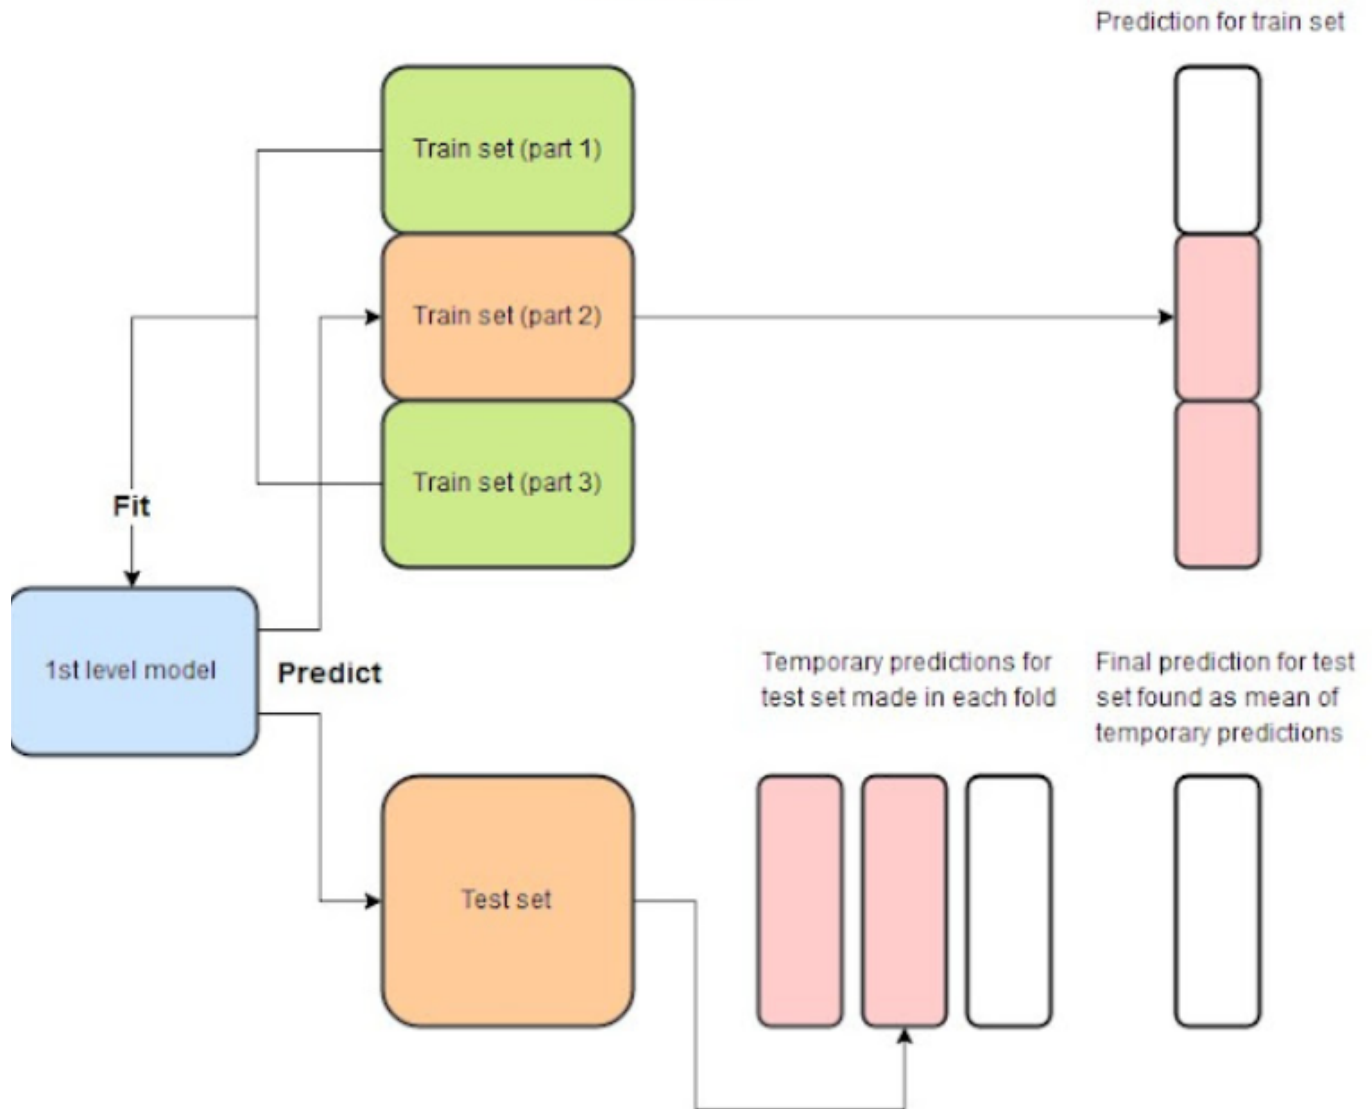 Prediction for train set
Train set (part 1)
Train set (part 2)
Train set (part 3)
Fit
1st level model
Predict
Temporary predictions for
test set made in each fold
Final prediction for test
set found as mean of
temporary predictions
Test set